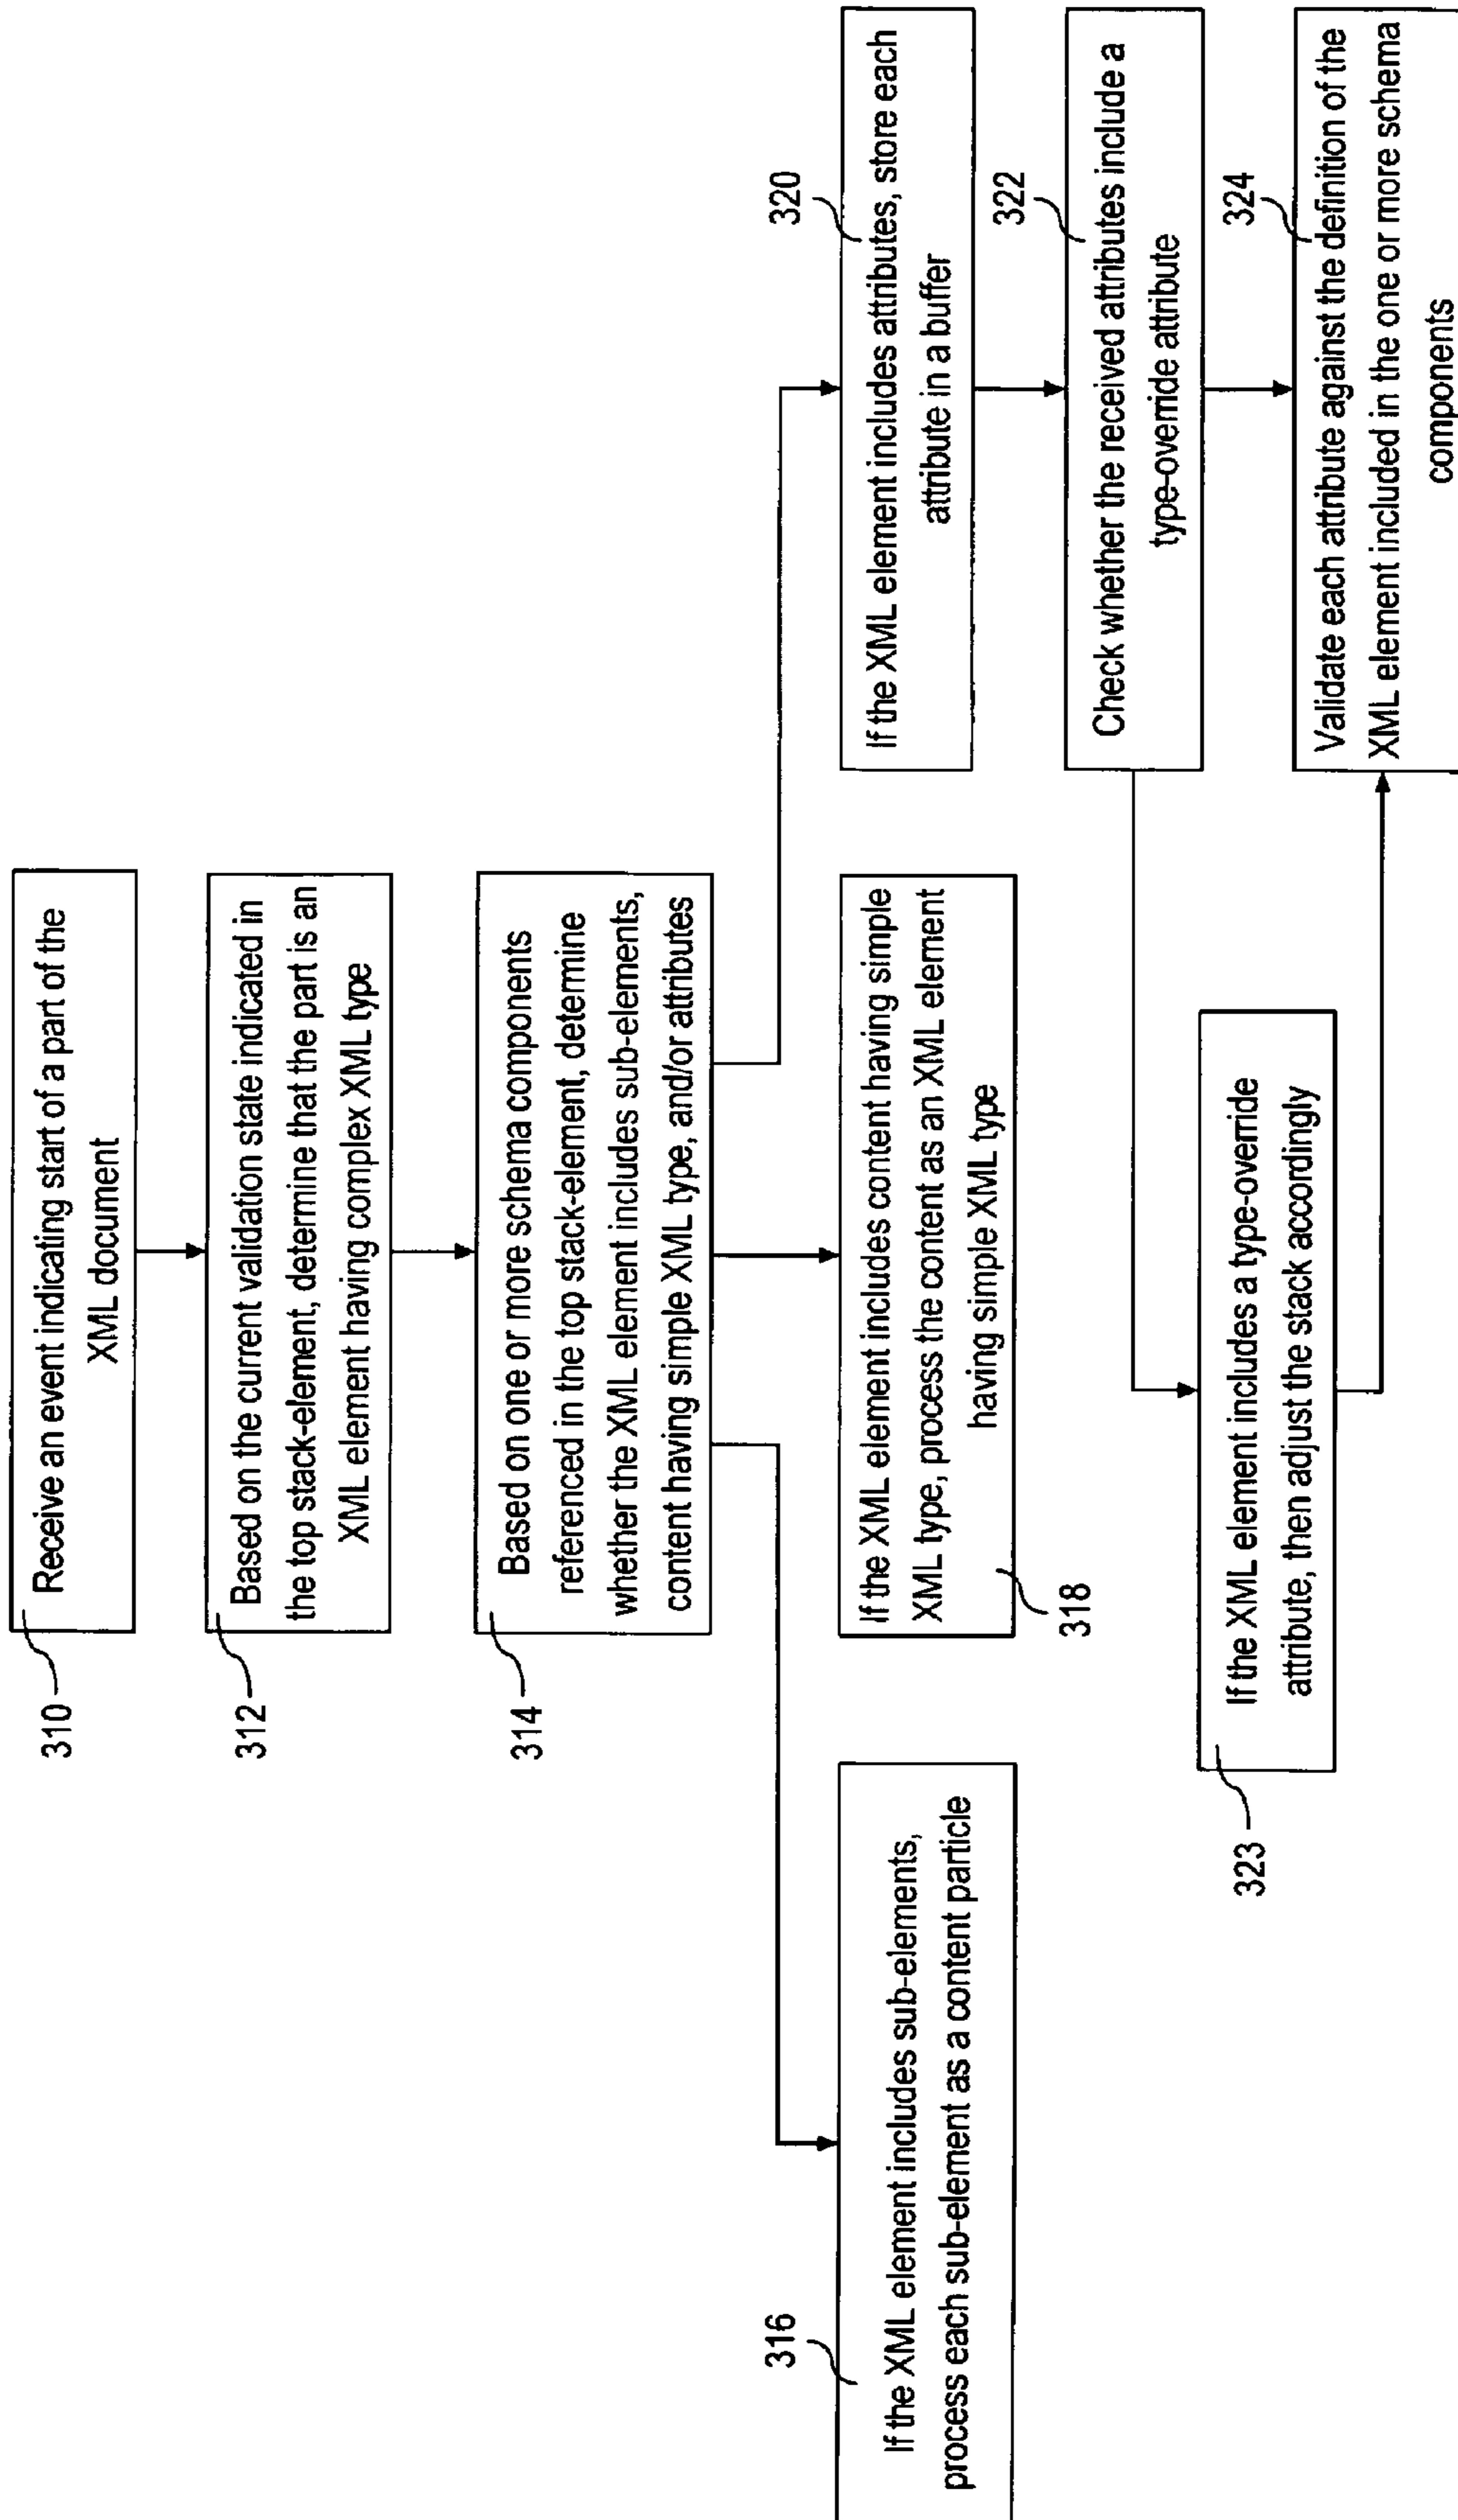 310
Receive an event indicating start of a part of the
XML document
312
Based on the current validation state indicated in
the top stack-element, determine that the part is an
XML element having complex XML type
314
Based on one or more schema components
referenced in the top stack-element, determine
whether the XML element includes sub-elements,
content having simple XML type, and/or attributes
316
If the XML element includes sub-elements,
process each sub-element as a content particle
If the XML element includes content having simple
XML type, process the content as an XML element
having simple XML type
318
320
If the XML element includes attributes, store each
attribute in a buffer
322
Check whether the received attributes include a
type-override attribute
323
If the XML element includes a type-override
attribute, then adjust the stack accordingly
324
Validate each attribute against the definition of the
XML element included in the one or more schema
components